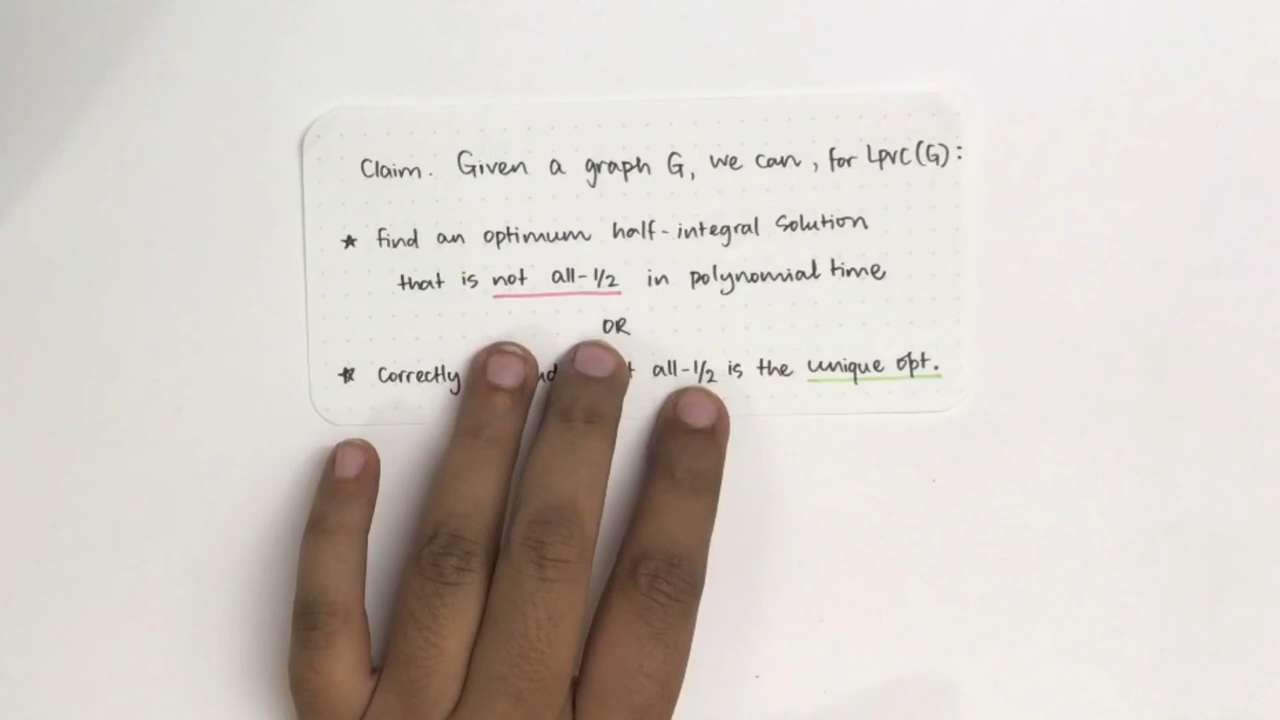 Claim. Given a graph G, we can, for LPVC(G):
★ find an optimum half-integral solution
that is not all-1/2 in polynomial time
OR
★ Correctly all-1/2 is the unique opt.